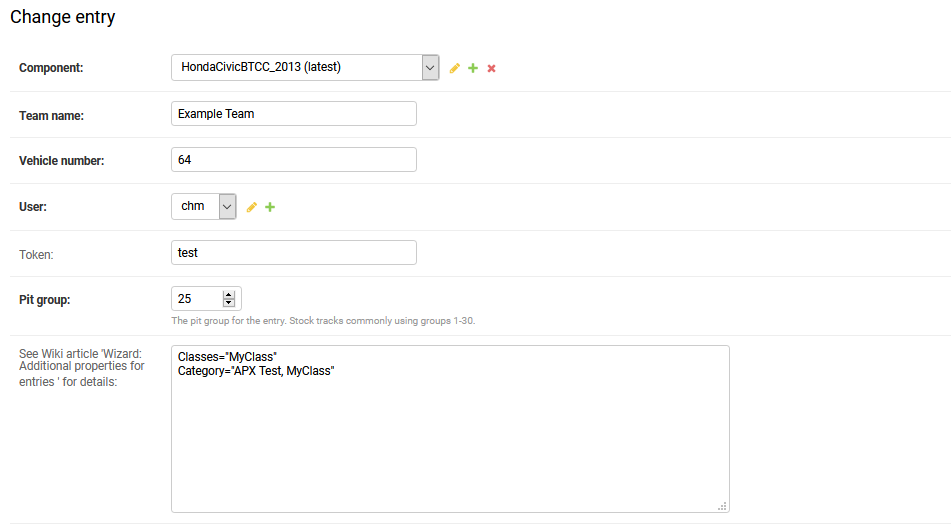 Change entry
Component:
HondaCivicBTCC_2013 (latest)
Team name:
Example Team
Vehicle number:
64
User:
chm
Token:
test
Pit group:
25
The pit group for the entry. Stock tracks commonly using groups 1-30.
See Wiki article 'Wizard:
Additional properties for
entries ' for details:
Classes="MyClass"
Category="APX Test, MyClass"